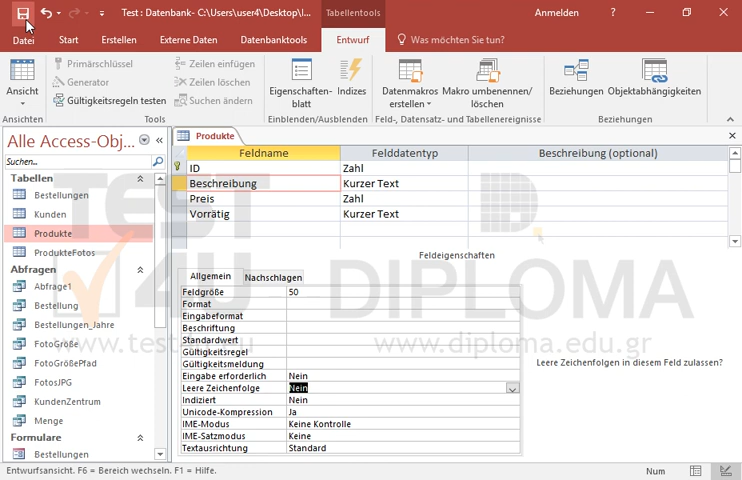 Test : Datenbank- C:\Users\user4\Desktop\I...
Tabellentools
Anmelden
?
Datei
Start
Erstellen
Externe Daten
Datenbanktools
Entwurf
Was möchten Sie tun?
Ansicht
Primärschlüssel
Generator
Gültigkeitsregeln testen
Zeilen einfügen
Zeilen löschen
Suchen ändern
Eigenschaften-
blatt
Indizes
Datenmakros
erstellen
Makro umbenennen/
löschen
Beziehungen
Objektabhängigkeiten
Ansichten
Tools
Einblenden/Ausblenden
Feld-, Datensatz- und Tabellenereignisse
Beziehungen
Alle Access-Obj...
Suchen...
Tabellen
Bestellungen
Kunden
Produkte
ProdukteFotos
Abfragen
Abfrage1
Bestellung
Bestellungen_Jahre
FotoGröße
FotoGrößePfad
FotosJPG
KundenZentrum
Menge
Formulare
Bestellungen
Produkte
Feldname
Felddatentyp
Beschreibung (optional)
ID
Zahl
Beschreibung
Kurzer Text
Preis
Zahl
Vorrätig
Kurzer Text
Feldeigenschaften
Allgemein
Nachschlagen
Feldgröße
50
Format
Eingabeformat
Beschriftung
Standardwert
Gültigkeitsregel
Gültigkeitsmeldung
Eingabe erforderlich
Nein
Leere Zeichenfolge
Nein
Indiziert
Nein
Unicode-Kompression
Ja
IME-Modus
Keine Kontrolle
IME-Satzmodus
Keine
Textausrichtung
Standard
Leere Zeichenfolgen in diesem Feld zulassen?
TEST
4U
DIPLOMA
www.diploma.edu.gr
Entwurfsansicht. F6 = Bereich wechseln. F1 = Hilfe.
Num